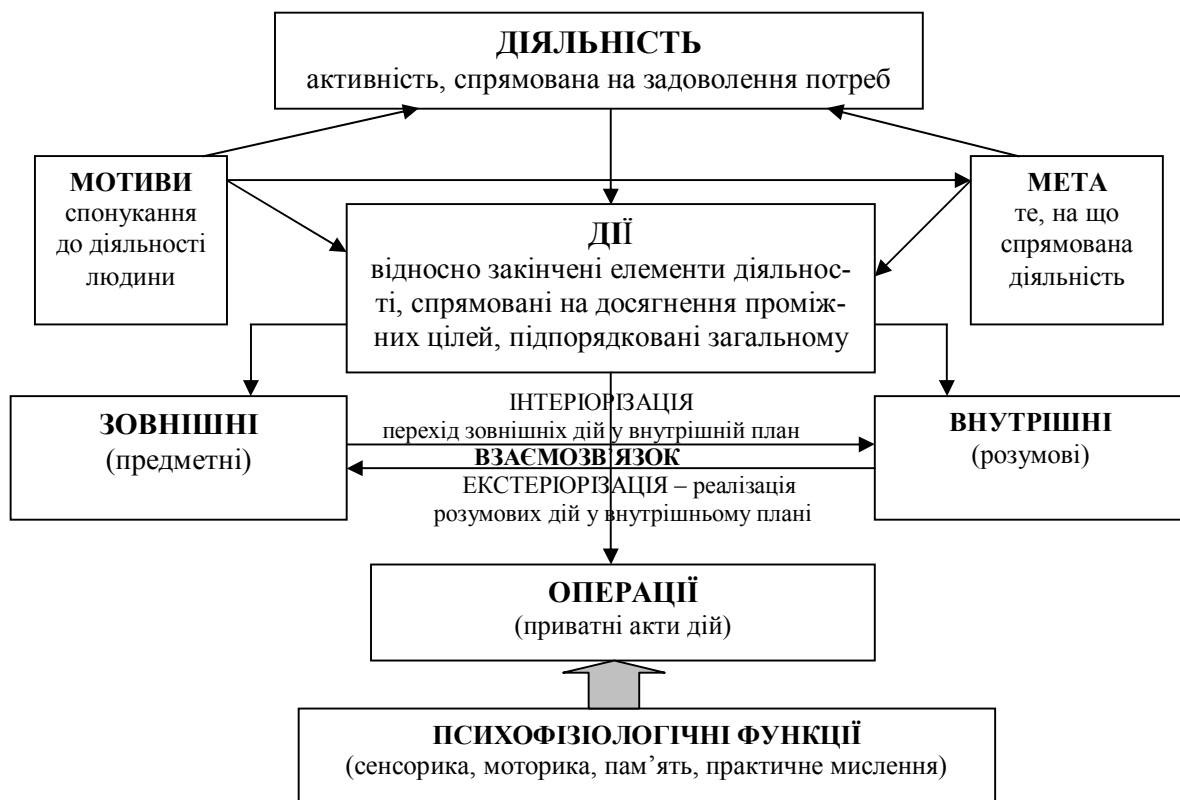 ДІЯЛЬНІСТЬ
активність, спрямована на задоволення потреб
МОТИВИ
спонукання
до діяльності
людини
МЕТА
те, на що
спрямована
діяльність
ДІЇ
відносно закінчені елементи діяльнос-
ті, спрямовані на досягнення проміж-
них цілей, підпорядковані загальному
ЗОВНІШНІ
(предметні)
ІНТЕРІОРІЗАЦІЯ
перехід зовнішніх дій у внутрішній план
ВЗАЄМОЗВ'ЯЗОК
ЕКСТЕРІОРІЗАЦІЯ – реалізація
розумових дій у внутрішньому плані
ВНУТРІШНІ
(розумові)
ОПЕРАЦІЇ
(приватні акти дій)
ПСИХОФІЗІОЛОГІЧНІ ФУНКЦІЇ
(сенсорика, моторика, пам’ять, практичне мислення)